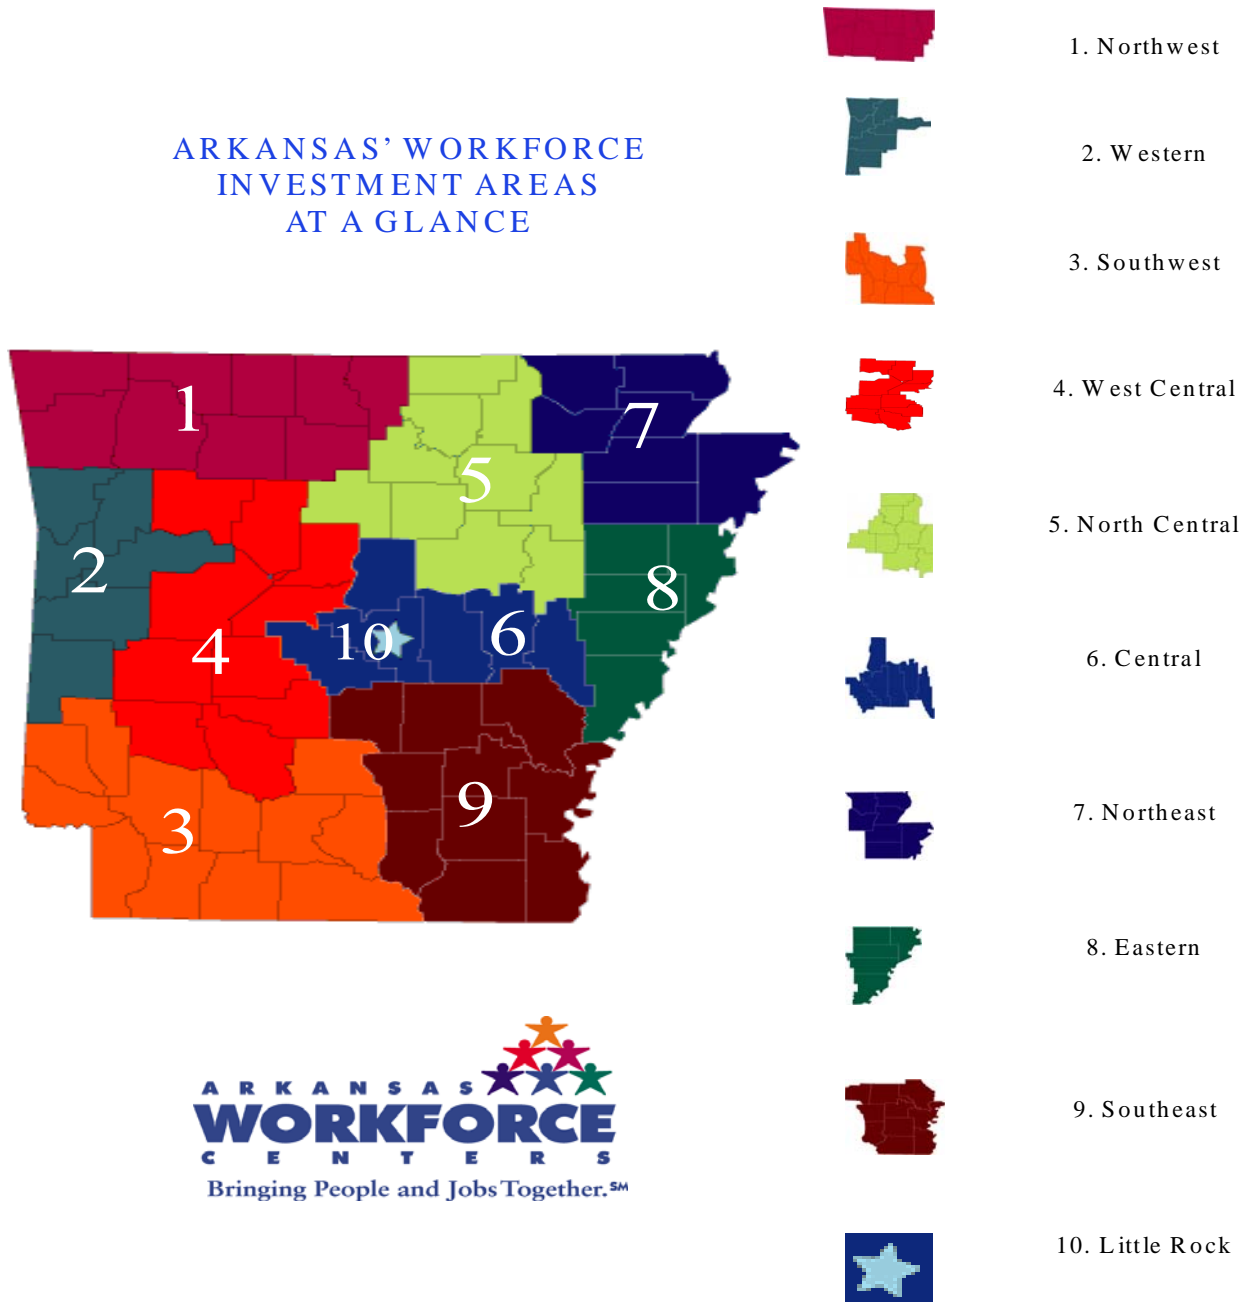 ARKANSAS’ WORKFORCE
INVESTMENT AREAS
AT A GLANCE
1
2
3
4
5
6
7
8
9
10
ARKANSAS
WORKFORCE
CENTERS
Bringing People and Jobs Together.℠
1. Northwest
2. Western
3. Southwest
4. West Central
5. North Central
6. Central
7. Northeast
8. Eastern
9. Southeast
10. Little Rock